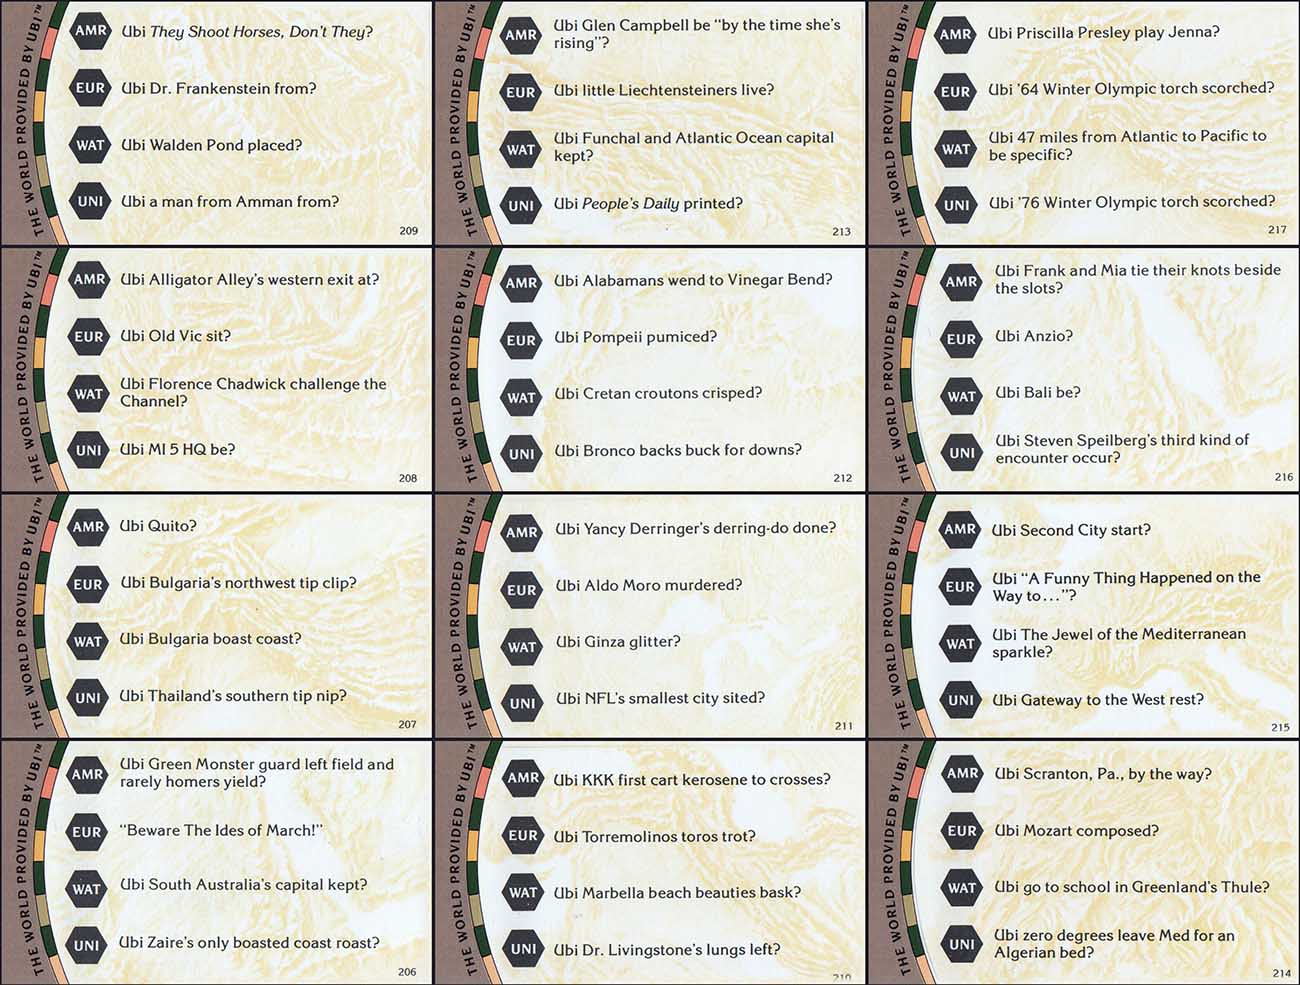 THE WORLD PROVIDED BY UBI™
AMR
Ubi They Shoot Horses, Don't They?
EUR
Ubi Dr. Frankenstein from?
WAT
Ubi Walden Pond placed?
UNI
Ubi a man from Amman from?
209
THE WORLD PROVIDED BY UBI™
AMR
Ubi Glen Campbell be "by the time she's
rising"?
EUR
Ubi little Liechtensteiners live?
WAT
Ubi Funchal and Atlantic Ocean capital
kept?
UNI
Ubi People's Daily printed?
213
THE WORLD PROVIDED BY UBI™
AMR
Ubi Priscilla Presley play Jenna?
EUR
Ubi '64 Winter Olympic torch scorched?
WAT
Ubi 47 miles from Atlantic to Pacific to
be specific?
UNI
Ubi '76 Winter Olympic torch scorched?
217
THE WORLD PROVIDED BY UBI™
AMR
Ubi Alligator Alley's western exit at?
EUR
Ubi Old Vic sit?
WAT
Ubi Florence Chadwick challenge the
Channel?
UNI
Ubi MI 5 HQ be?
208
THE WORLD PROVIDED BY UBI™
AMR
Ubi Alabamans wend to Vinegar Bend?
EUR
Ubi Pompeii pumiced?
WAT
Ubi Cretan croutons crisped?
UNI
Ubi Bronco backs buck for downs?
212
THE WORLD PROVIDED BY UBI™
AMR
Ubi Frank and Mia tie their knots beside
the slots?
EUR
Ubi Anzio?
WAT
Ubi Bali be?
UNI
Ubi Steven Speilberg's third kind of
encounter occur?
216
THE WORLD PROVIDED BY UBI™
AMR
Ubi Quito?
EUR
Ubi Bulgaria's northwest tip clip?
WAT
Ubi Bulgaria boast coast?
UNI
Ubi Thailand's southern tip nip?
207
THE WORLD PROVIDED BY UBI™
AMR
Ubi Yancy Derringer's derring-do done?
EUR
Ubi Aldo Moro murdered?
WAT
Ubi Ginza glitter?
UNI
Ubi NFL's smallest city sited?
211
THE WORLD PROVIDED BY UBI™
AMR
Ubi Second City start?
EUR
Ubi "A Funny Thing Happened on the
Way to..."?
WAT
Ubi The Jewel of the Mediterranean
sparkle?
UNI
Ubi Gateway to the West rest?
215
THE WORLD PROVIDED BY UBI™
AMR
Ubi Green Monster guard left field and
rarely homers yield?
EUR
"Beware The Ides of March!"
WAT
Ubi South Australia's capital kept?
UNI
Ubi Zaire's only boasted coast roast?
206
THE WORLD PROVIDED BY UBI™
AMR
Ubi KKK first cart kerosene to crosses?
EUR
Ubi Torremolinos toros trot?
WAT
Ubi Marbella beach beauties bask?
UNI
Ubi Dr. Livingstone's lungs left?
210
THE WORLD PROVIDED BY UBI™
AMR
Ubi Scranton, Pa., by the way?
EUR
Ubi Mozart composed?
WAT
Ubi go to school in Greenland's Thule?
UNI
Ubi zero degrees leave Med for an
Algerian bed?
214